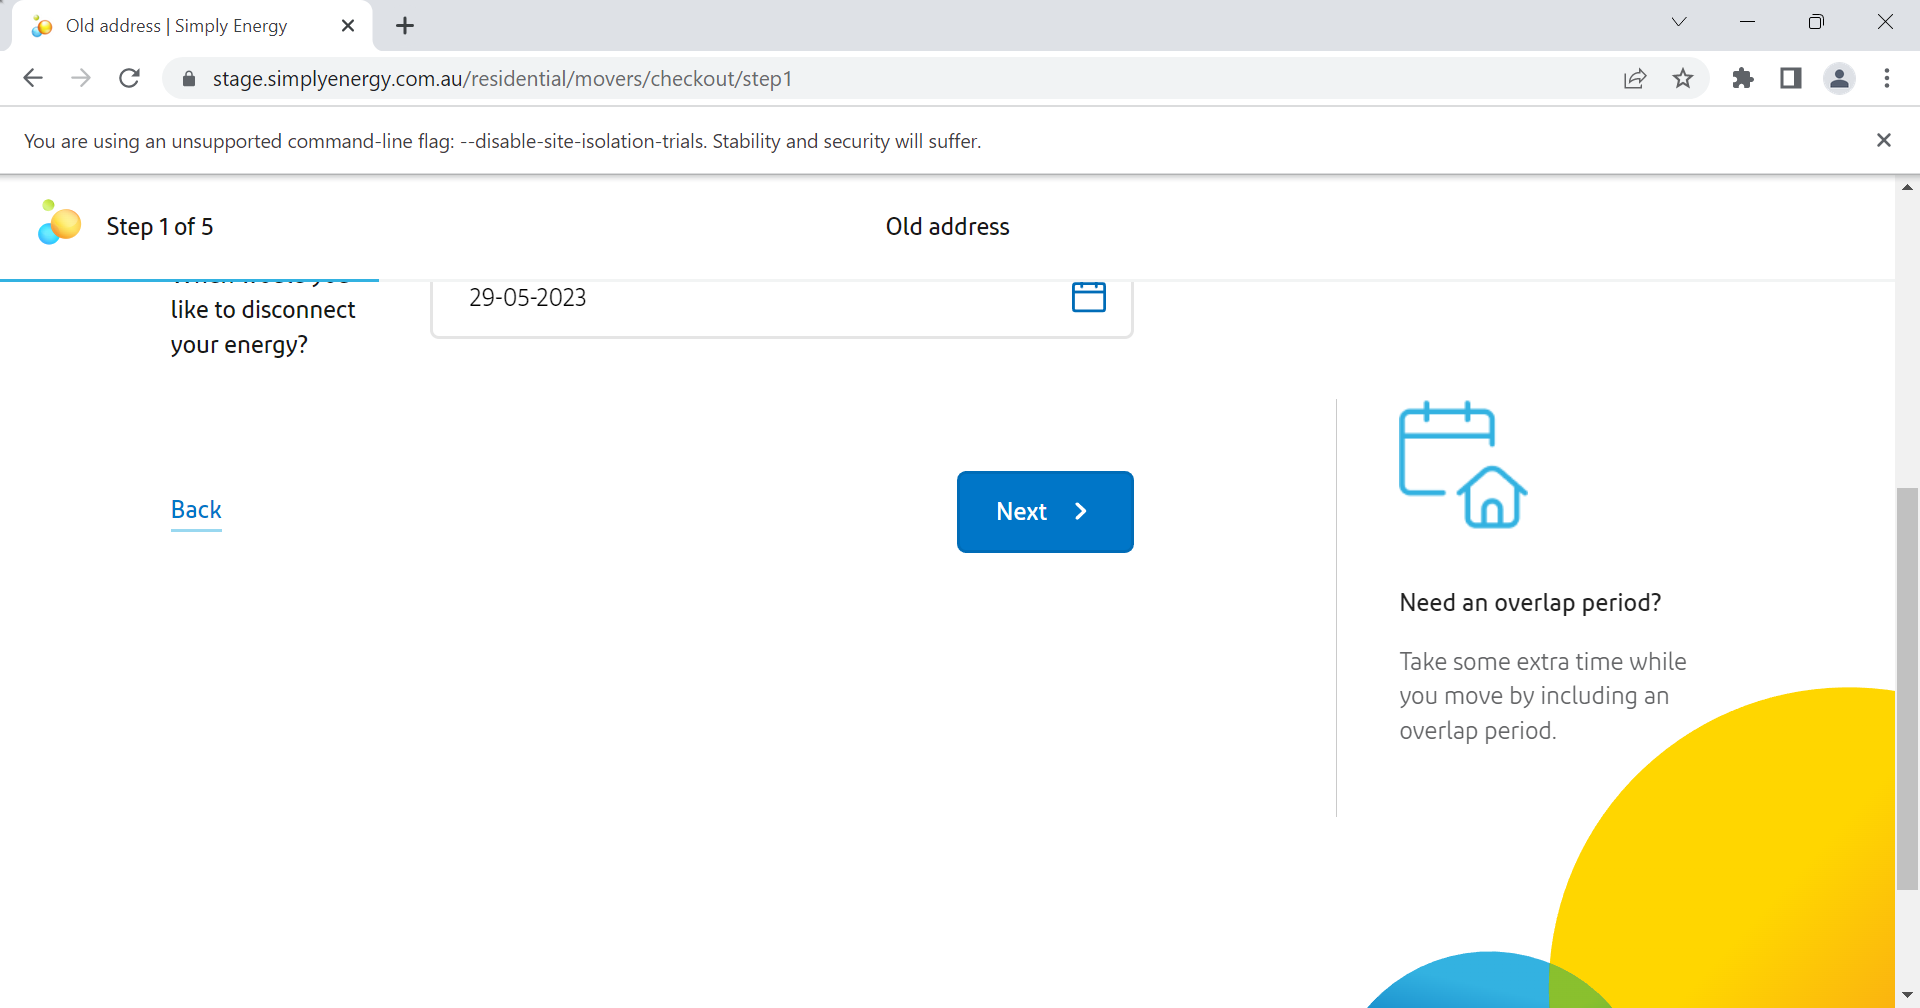 Old address | Simply Energy
stage.simplyenergy.com.au/residential/movers/checkout/step1
You are using an unsupported command-line flag: --disable-site-isolation-trials. Stability and security will suffer.
Step 1 of 5
Old address
like to disconnect
your energy?
29-05-2023
Back
Next
Need an overlap period?
Take some extra time while
you move by including an
overlap period.